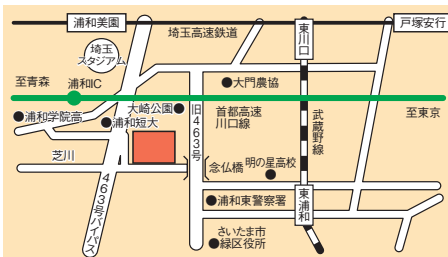 浦和美園
埼玉高速鉄道
東川口
戸塚安行
埼玉
スタジアム
至青森
浦和IC
大門農協
大崎公園
旧463号
首都高速
川口線
武蔵野線
至東京
浦和学院高
浦和短大
芝川
463号バイパス
念仏橋
明の星高校
東浦和
浦和東警察署
さいたま市
緑区役所